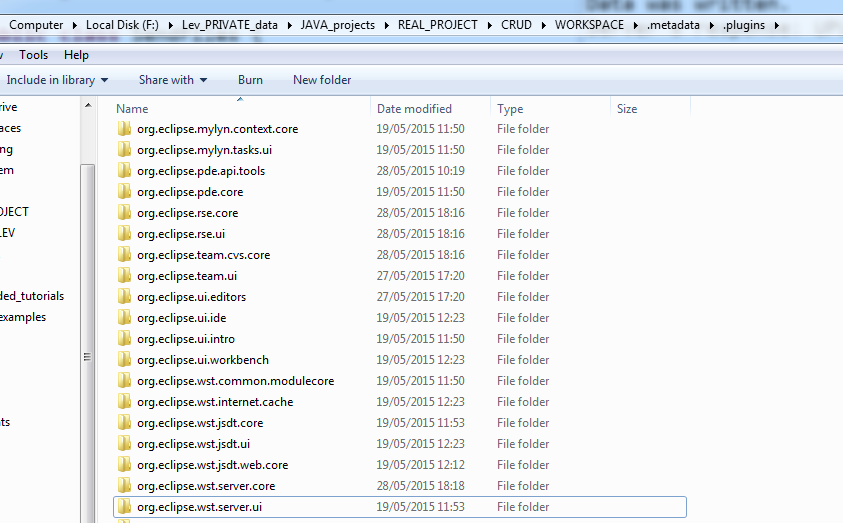 Data was written.
Computer ▸ Local Disk (F:) ▸ Lev_PRIVATE_data ▸ JAVA_projects ▸ REAL_PROJECT ▸ CRUD ▸ WORKSPACE ▸ .metadata ▸ .plugins ▸
Tools Help
Include in library Share with Burn New folder
Name Date modified Type Size
org.eclipse.mylyn.context.core 19/05/2015 11:50 File folder
org.eclipse.mylyn.tasks.ui 19/05/2015 11:50 File folder
org.eclipse.pde.api.tools 28/05/2015 10:19 File folder
org.eclipse.pde.core 19/05/2015 11:50 File folder
org.eclipse.rse.core 28/05/2015 18:16 File folder
org.eclipse.rse.ui 28/05/2015 18:16 File folder
org.eclipse.team.cvs.core 28/05/2015 18:16 File folder
org.eclipse.team.ui 27/05/2015 17:20 File folder
org.eclipse.ui.editors 27/05/2015 17:20 File folder
org.eclipse.ui.ide 19/05/2015 12:23 File folder
org.eclipse.ui.intro 19/05/2015 11:50 File folder
org.eclipse.ui.workbench 19/05/2015 12:23 File folder
org.eclipse.wst.common.modulecore 19/05/2015 11:50 File folder
org.eclipse.wst.internet.cache 19/05/2015 12:23 File folder
org.eclipse.wst.jsdt.core 19/05/2015 11:53 File folder
org.eclipse.wst.jsdt.ui 19/05/2015 12:23 File folder
org.eclipse.wst.jsdt.web.core 19/05/2015 12:12 File folder
org.eclipse.wst.server.core 28/05/2015 18:18 File folder
org.eclipse.wst.server.ui 19/05/2015 11:53 File folder
rive
aces
ng
em
OJECT
LEV
ded_tutorials
examples
ts